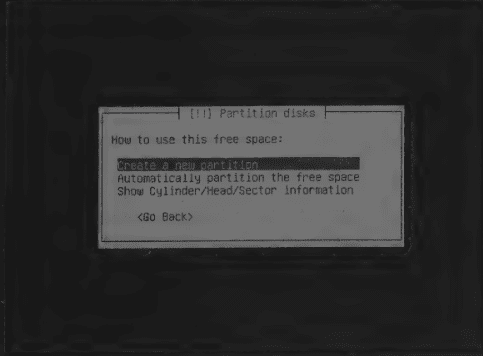 [!!] Partition disks
How to use this free space:
Create a new partition
Automatically partition the free space
Show Cylinder/Head/Sector information
<Go Back>